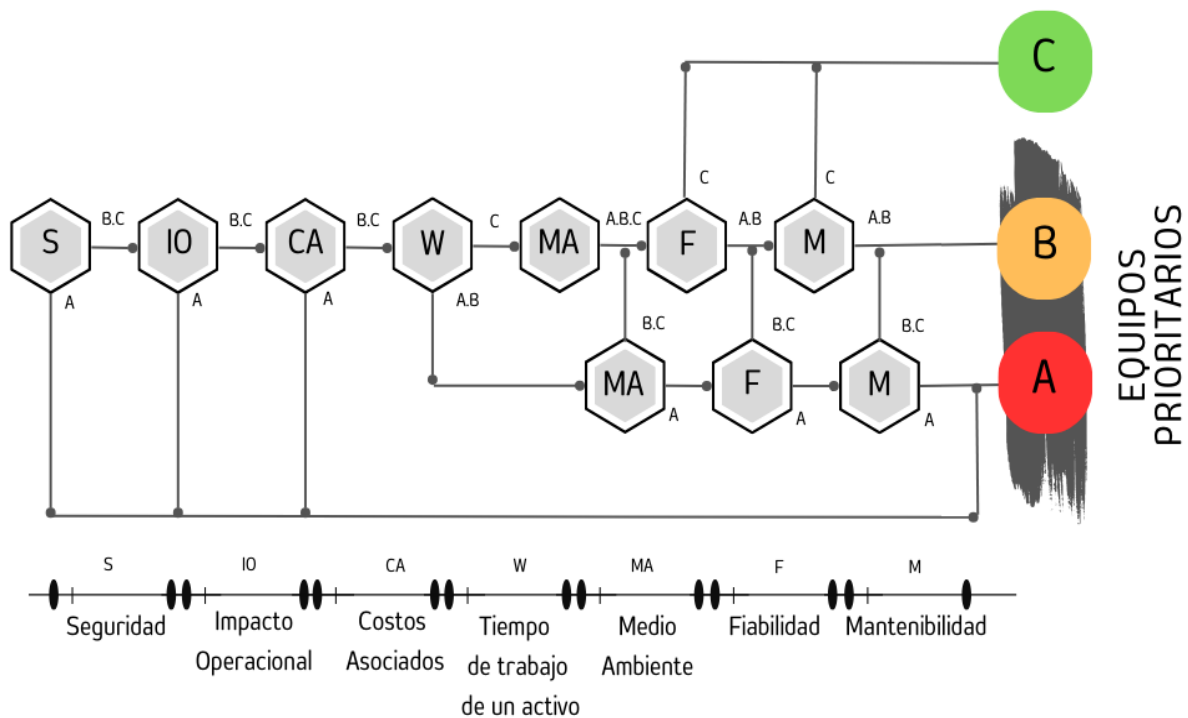 C
C
C
S
B.C
IO
B.C
CA
B.C
W
C
MA
A.B.C
F
A.B
M
A.B
B
A
A
A
A.B
B.C
B.C
B.C
MA
F
M
A
A
A
A
EQUIPOS
PRIORITARIOS
S
IO
CA
W
MA
F
M
Seguridad
Impacto
Operacional
Costos
Asociados
Tiempo
de trabajo
de un activo
Medio
Ambiente
Fiabilidad
Mantenibilidad